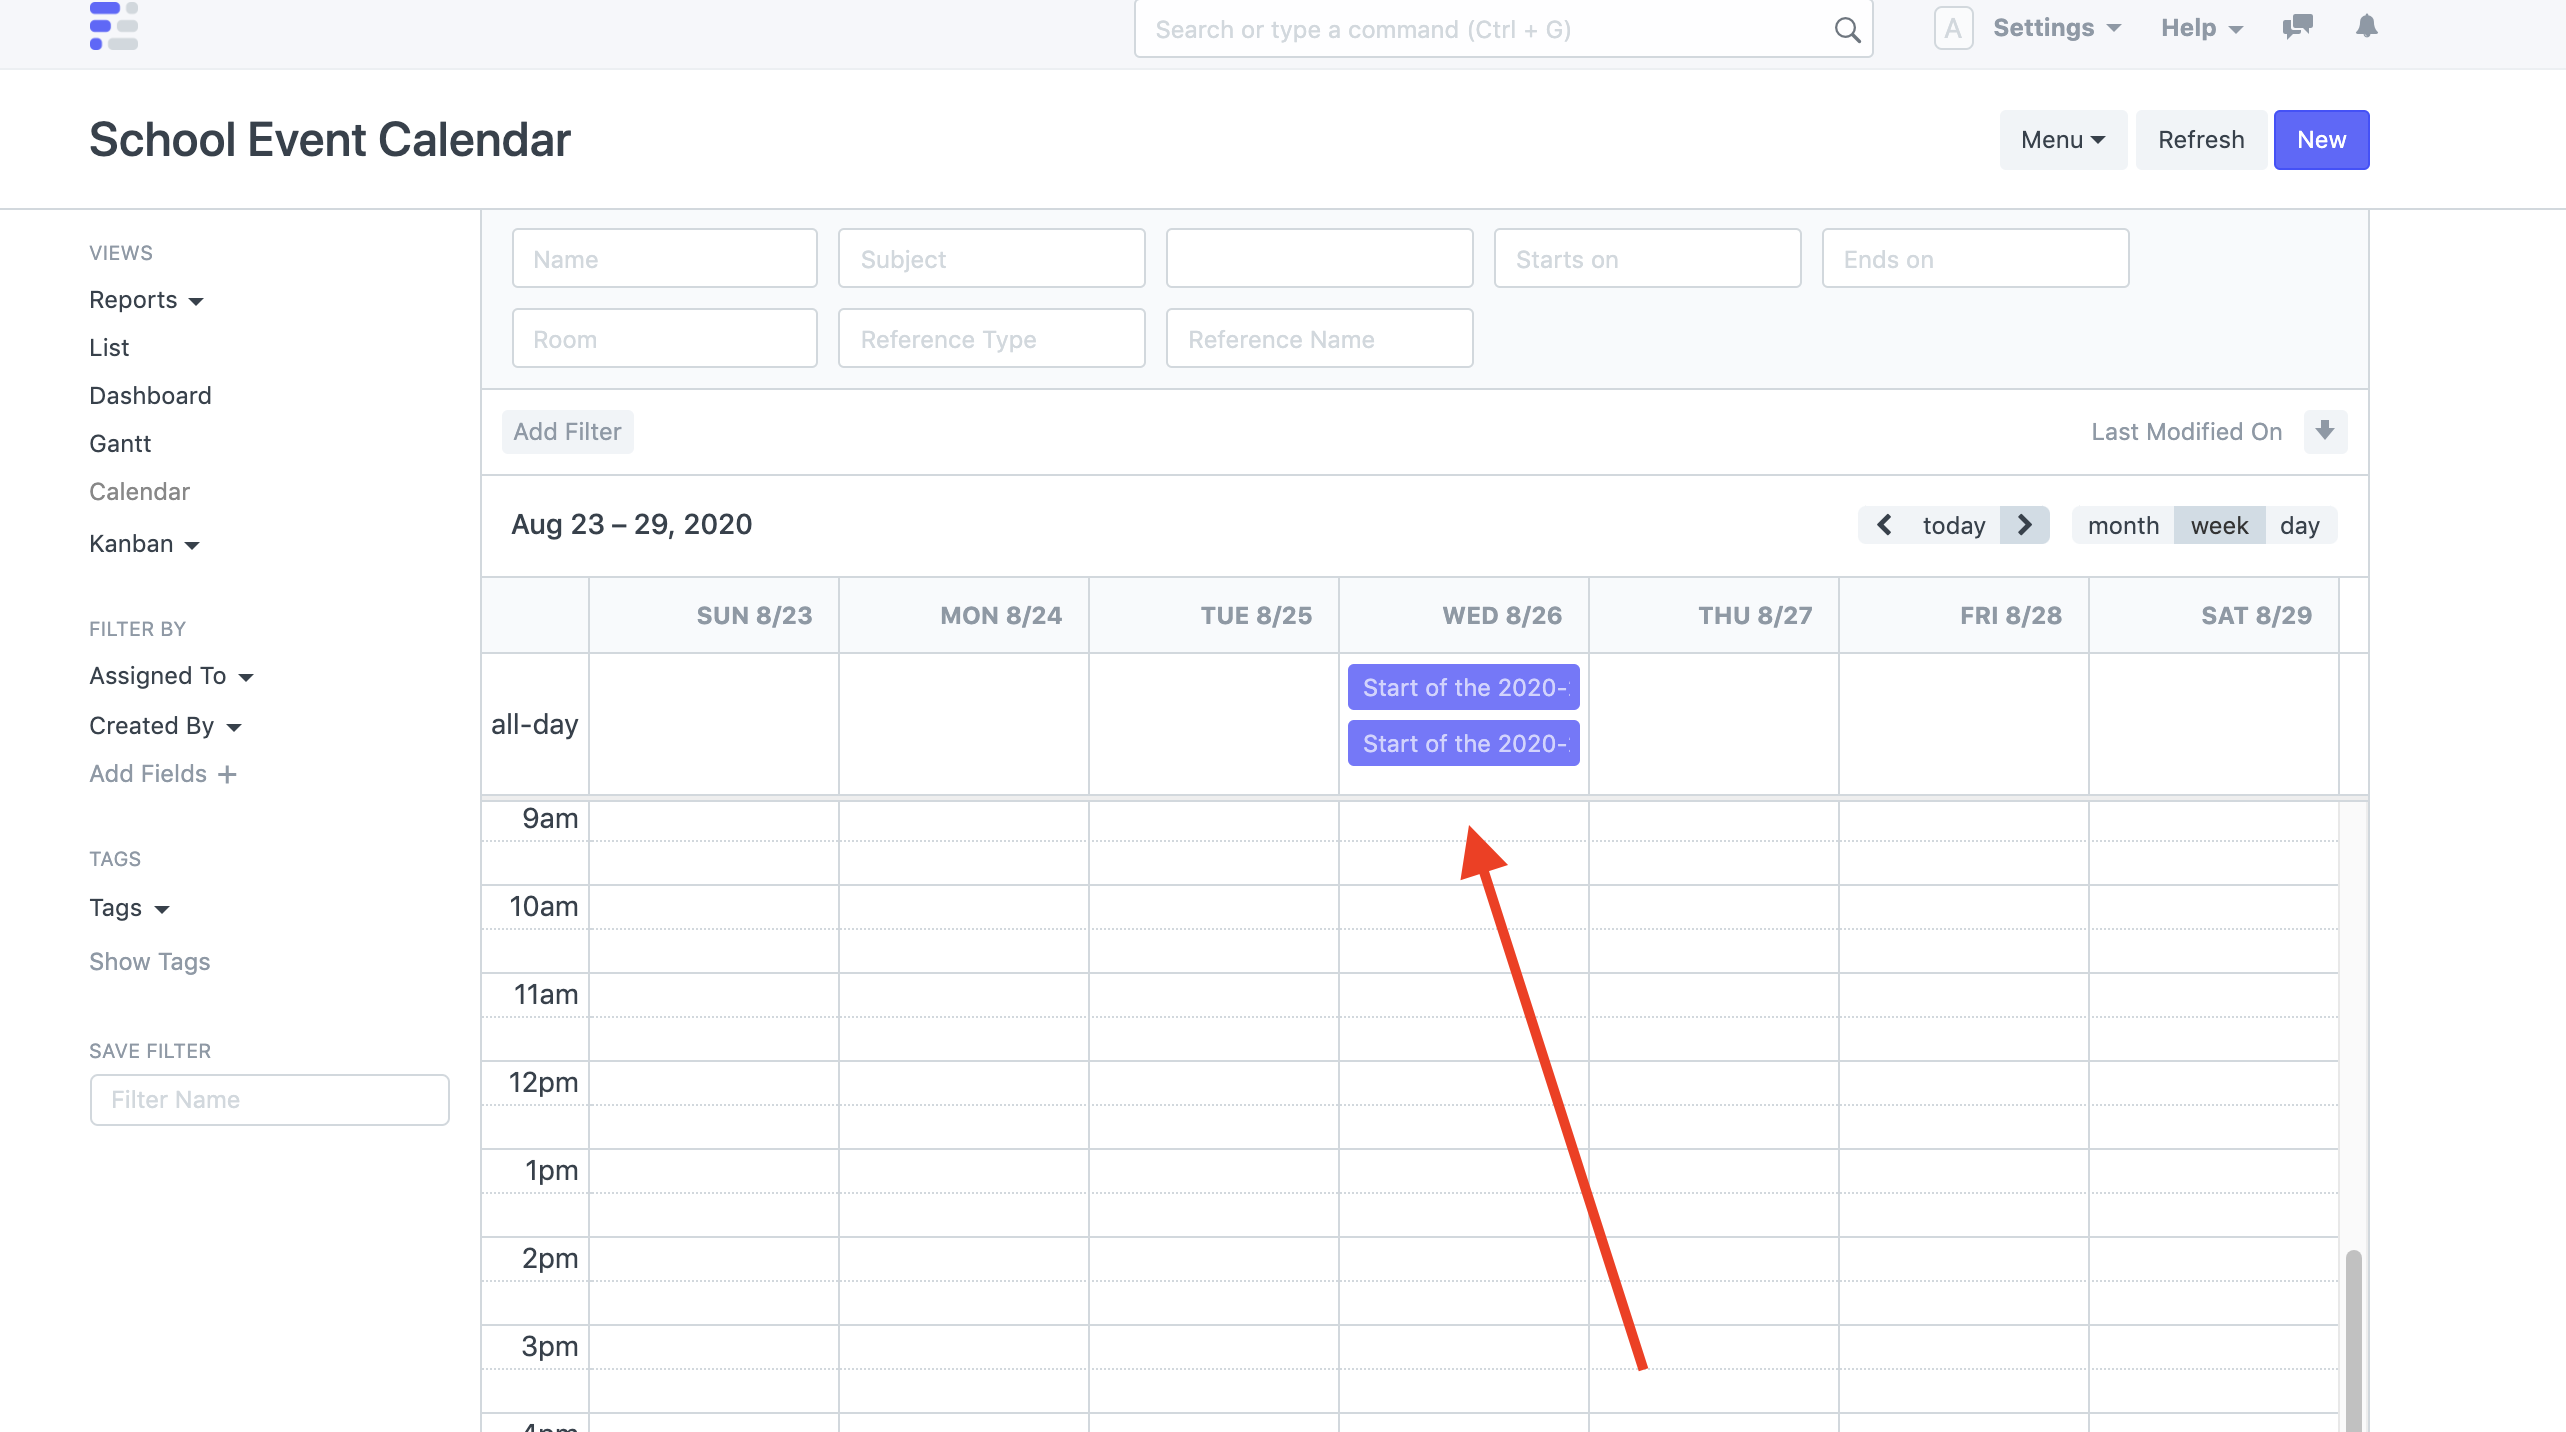 Search or type a command (Ctrl + G)
A
Settings
Help
School Event Calendar
Menu
Refresh
New
VIEWS
Reports
List
Dashboard
Gantt
Calendar
Kanban
FILTER BY
Assigned To
Created By
Add Fields +
TAGS
Tags
Show Tags
SAVE FILTER
Filter Name
Name
Subject
Starts on
Ends on
Room
Reference Type
Reference Name
Add Filter
Last Modified On
Aug 23 – 29, 2020
today
month
week
day
SUN 8/23
MON 8/24
TUE 8/25
WED 8/26
THU 8/27
FRI 8/28
SAT 8/29
all-day
Start of the 2020-
Start of the 2020-
9am
10am
11am
12pm
1pm
2pm
3pm
4pm